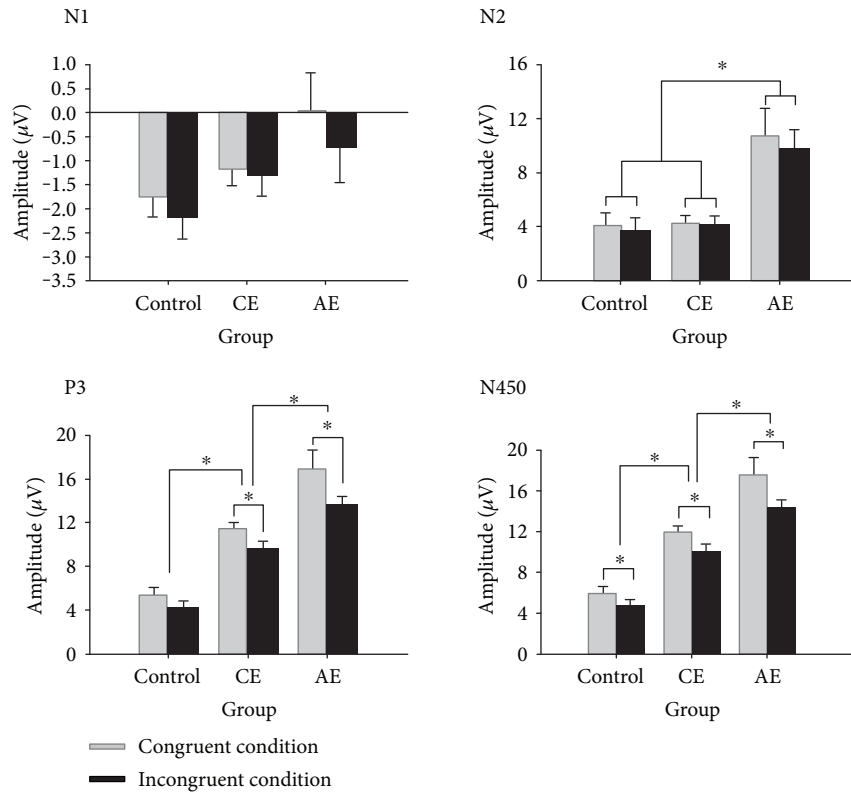 N1
Amplitude (μV)
1.0
0.5
0.0
-0.5
-1.0
-1.5
-2.0
-2.5
-3.0
-3.5
Control CE AE
Group
N2
Amplitude (μV)
16
12
8
4
0
*
Control CE AE
Group
P3
Amplitude (μV)
20
16
12
8
4
0
*
*
*
*
Control CE AE
Group
N450
Amplitude (μV)
20
16
12
8
4
0
*
*
*
*
*
Control CE AE
Group
Congruent condition
Incongruent condition